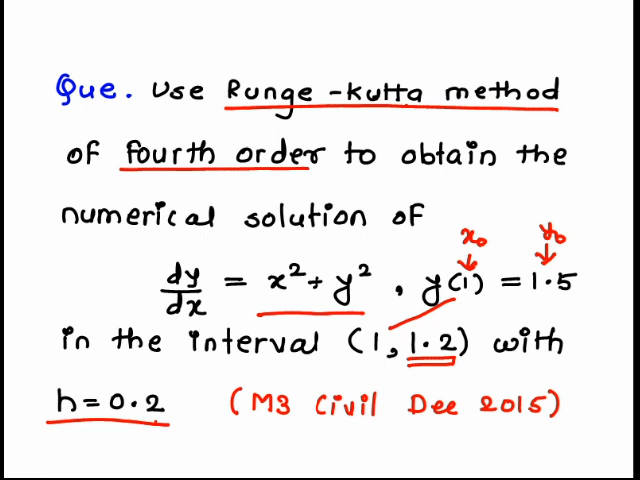 Que. Use Runge-Kutta method
of fourth order to obtain the
numerical solution of
x₀ y₀
dy/dx = x² + y² , y(1) = 1.5
in the interval (1, 1.2) with
h = 0.2 (M3 Civil Dec 2015)